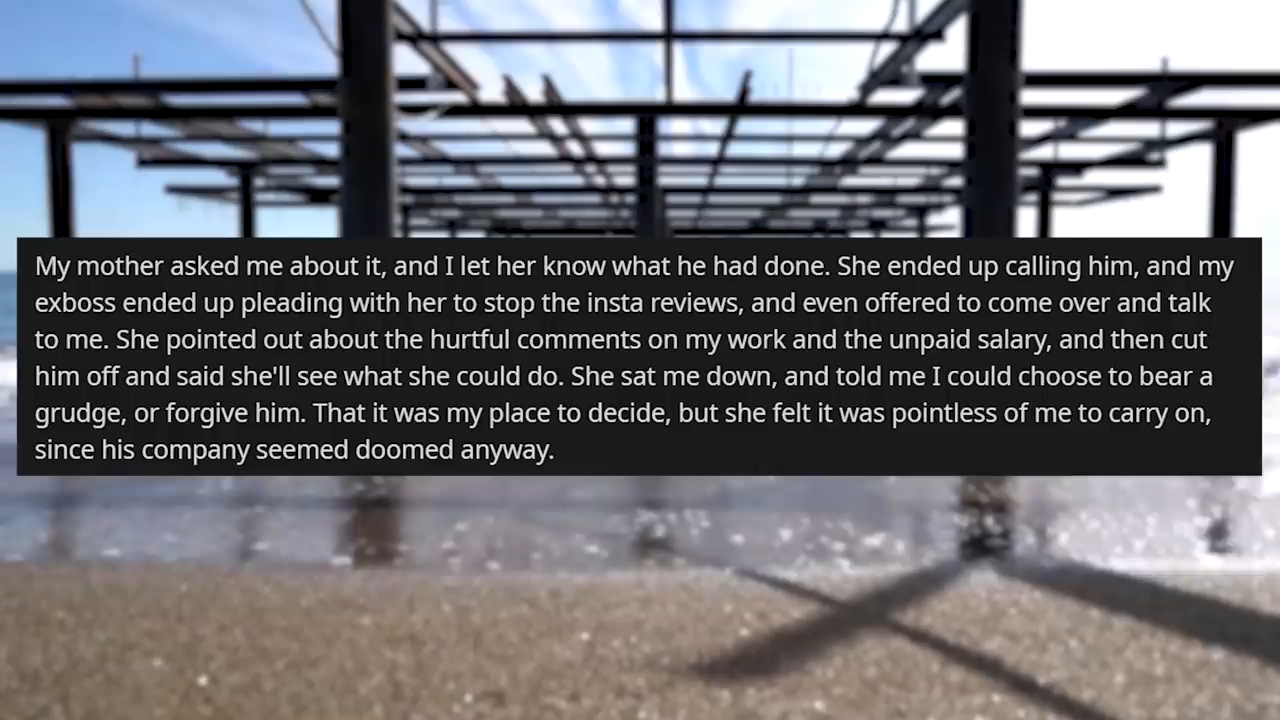 My mother asked me about it, and I let her know what he had done. She ended up calling him, and my
exboss ended up pleading with her to stop the insta reviews, and even offered to come over and talk
to me. She pointed out about the hurtful comments on my work and the unpaid salary, and then cut
him off and said she'll see what she could do. She sat me down, and told me I could choose to bear a
grudge, or forgive him. That it was my place to decide, but she felt it was pointless of me to carry on,
since his company seemed doomed anyway.